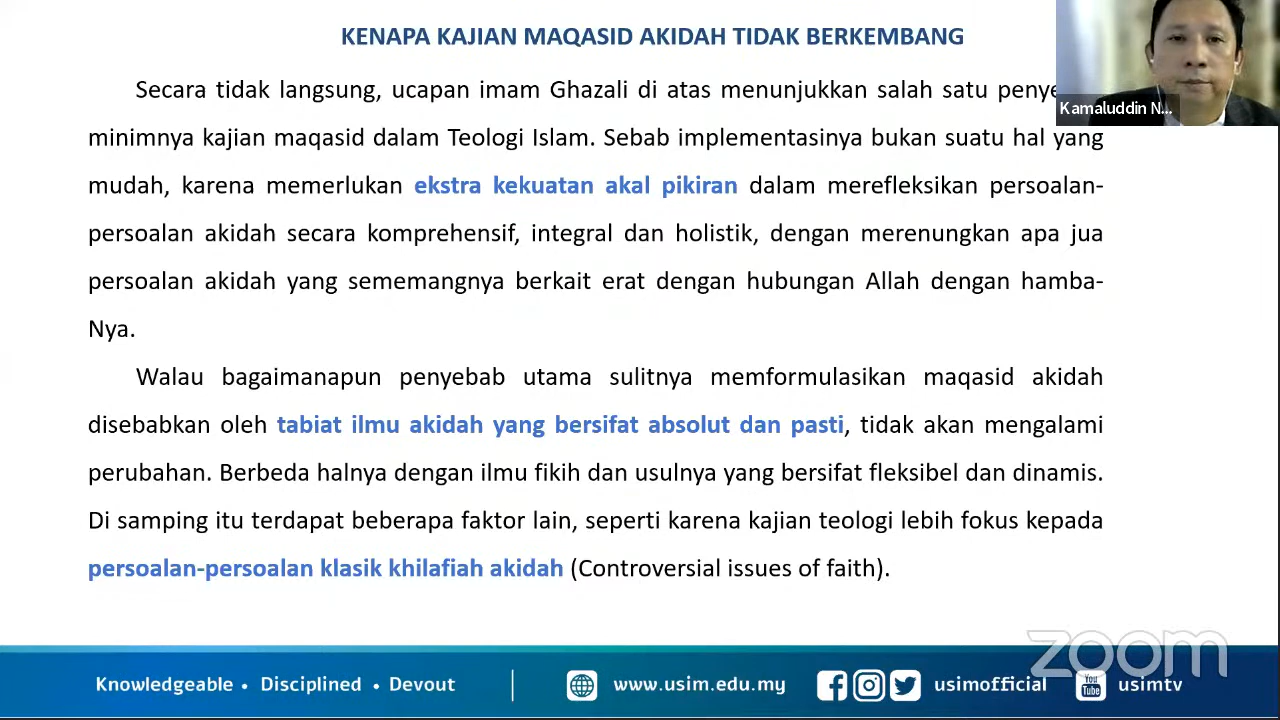 KENAPA KAJIAN MAQASID AKIDAH TIDAK BERKEMBANG
Secara tidak langsung, ucapan imam Ghazali di atas menunjukkan salah satu
minimnya kajian maqasid dalam Teologi Islam. Sebab implementasinya bukan suatu hal yang
mudah, karena memerlukan ekstra kekuatan akal pikiran dalam merefleksikan persoalan-
persoalan akidah secara komprehensif, integral dan holistik, dengan merenungkan apa jua
persoalan akidah yang sememangnya berkait erat dengan hubungan Allah dengan hamba-
Nya.
Walau bagaimanapun penyebab utama sulitnya memformulasikan maqasid akidah
disebabkan oleh tabiat ilmu akidah yang bersifat absolut dan pasti, tidak akan mengalami
perubahan. Berbeda halnya dengan ilmu fikih dan usulnya yang bersifat fleksibel dan dinamis.
Di samping itu terdapat beberapa faktor lain, seperti karena kajian teologi lebih fokus kepada
persoalan-persoalan klasik khilafiah akidah (Controversial issues of faith).
Kamaluddin N...
zoom
Knowledgeable • Disciplined • Devout
www.usim.edu.my
usimofficial
You Tube
usimtv